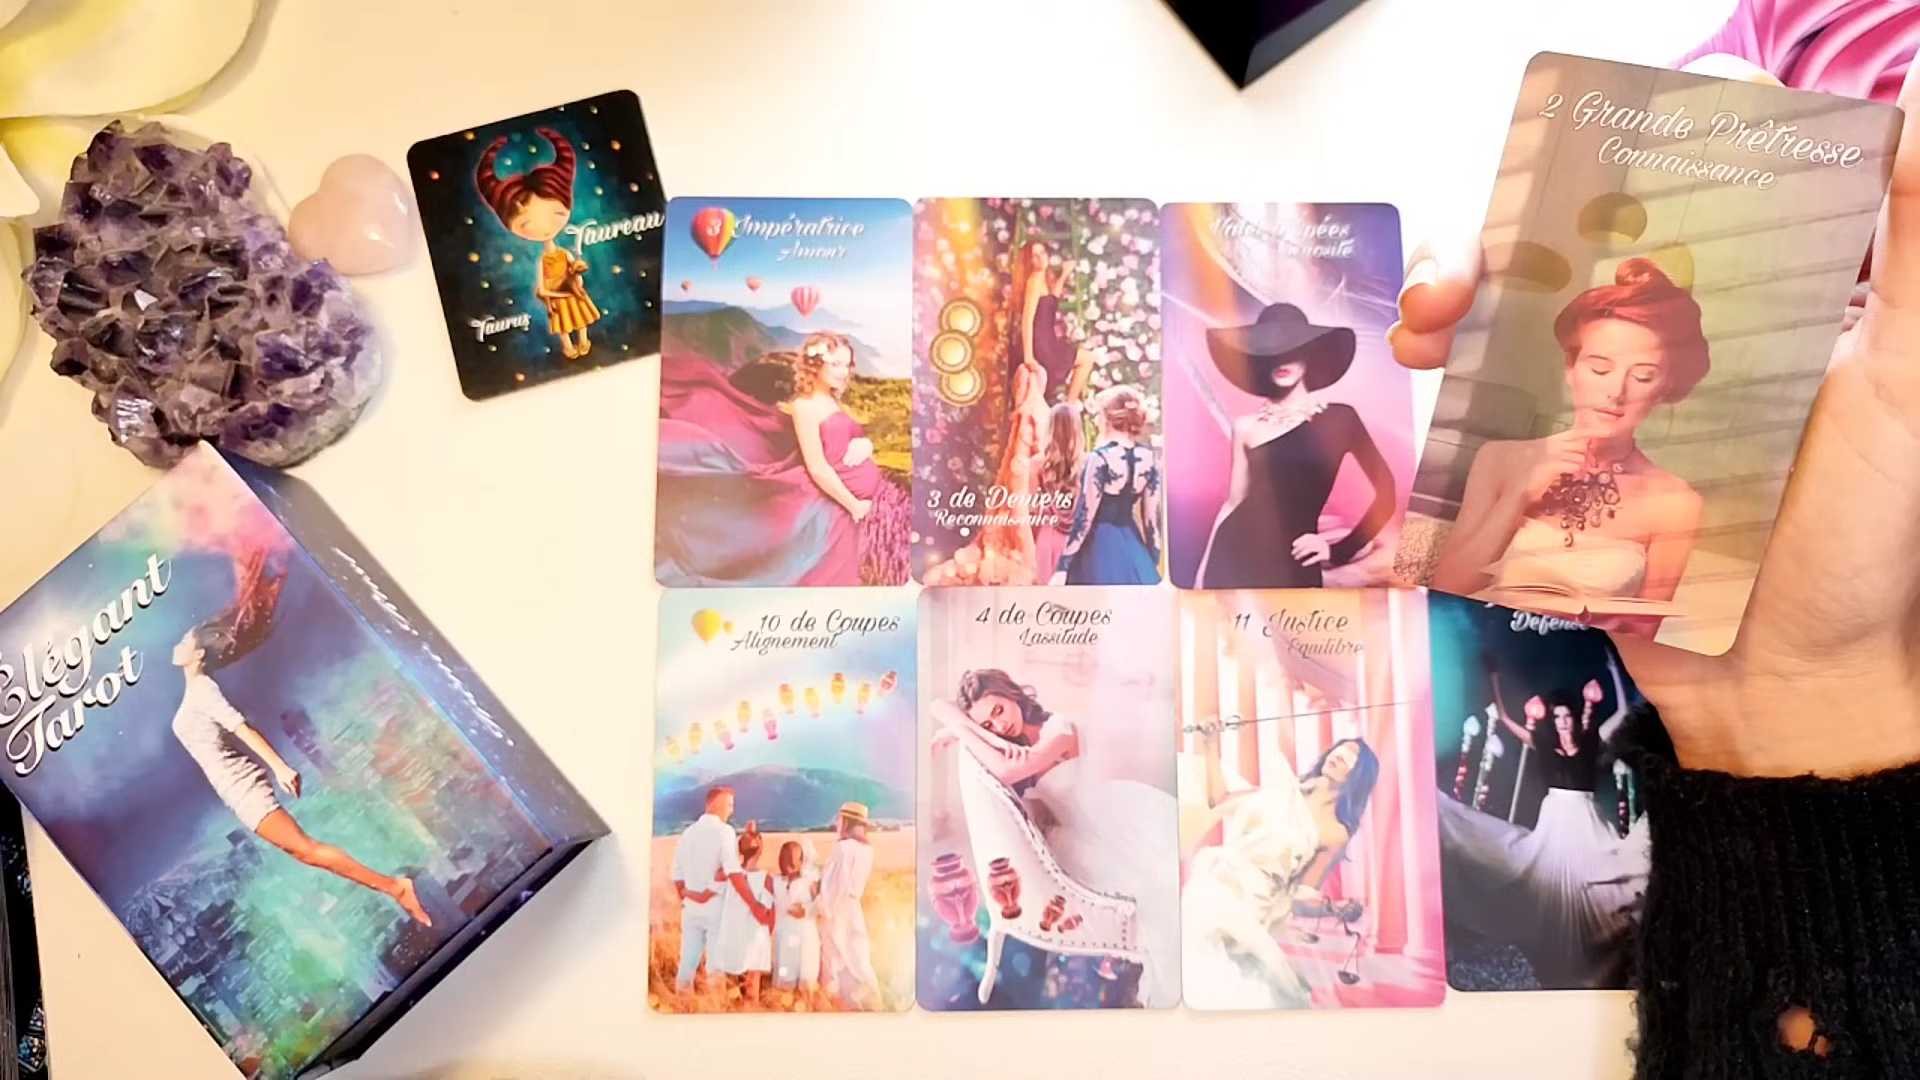 Taureau
Taurus
Élégant
Tarot
3 Impératrice
Amour
3 de Deniers
Reconnaissance
2 Grande Prêtresse
Connaissance
10 de Coupes
Alignement
4 de Coupes
Lassitude
11 Justice
Équilibre
Défense